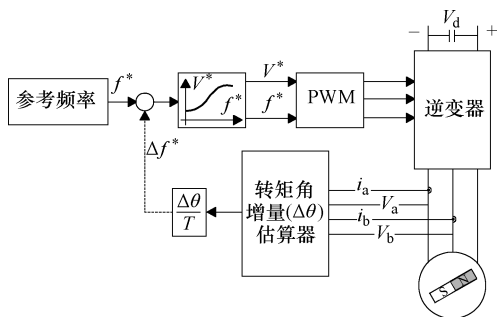 − V_d +
参考频率
f*
V*
f*
V*
f*
PWM
逆变器
Δf*
Δθ
T
转矩角
增量(Δθ)
估算器
i_a
V_a
i_b
V_b
S N